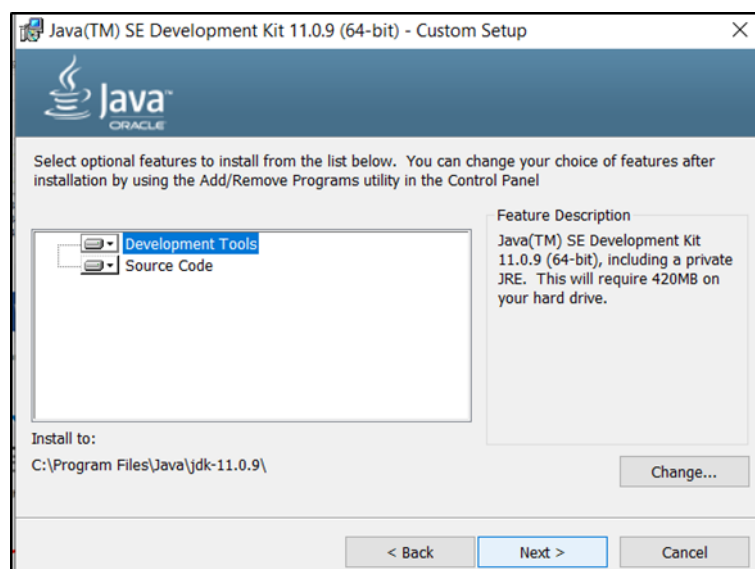 Java(TM) SE Development Kit 11.0.9 (64-bit) - Custom Setup
Java™
ORACLE
Select optional features to install from the list below. You can change your choice of features after
installation by using the Add/Remove Programs utility in the Control Panel
Development Tools
Source Code
Feature Description
Java(TM) SE Development Kit
11.0.9 (64-bit), including a private
JRE. This will require 420MB on
your hard drive.
Install to:
C:\Program Files\Java\jdk-11.0.9\
Change...
< Back
Next >
Cancel